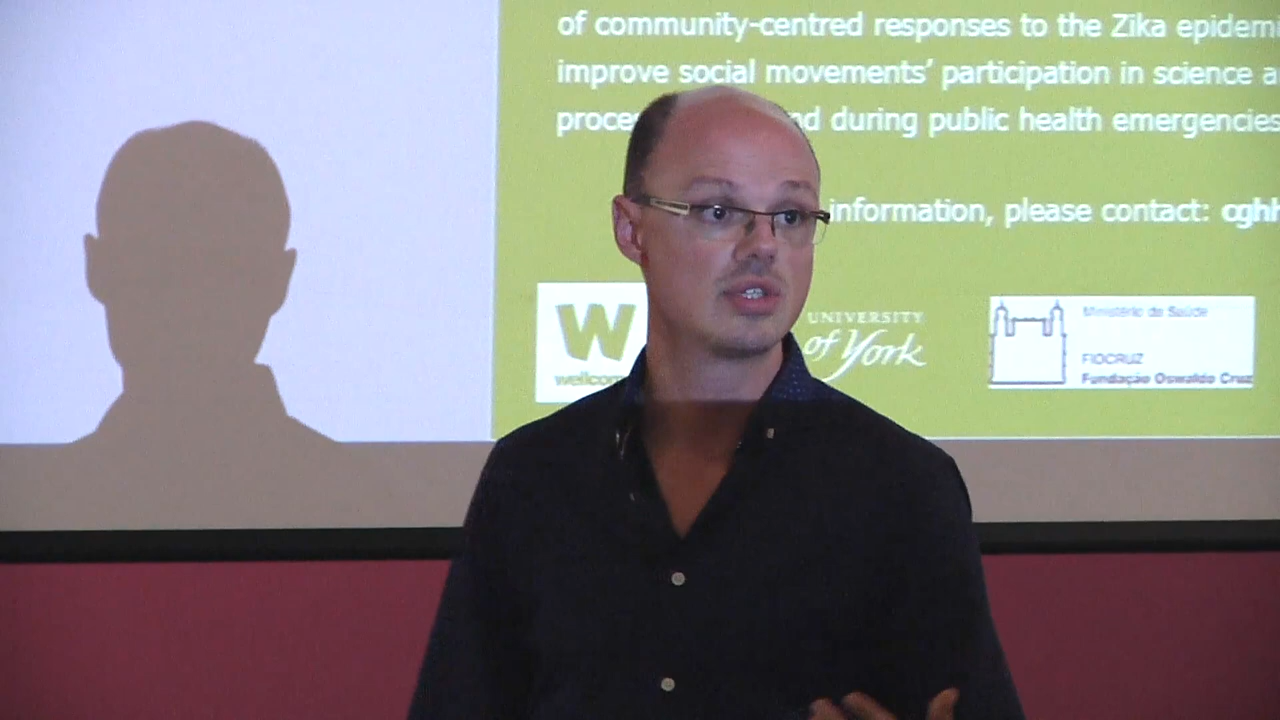 of community-centred responses to the Zika epidemi
improve social movements' participation in science a
proce nd during public health emergencies
information, please contact: cghh
W
wellcom
UNIVERSITY
of York
Ministério da Saúde
FIOCRUZ
Fundação Oswaldo Cruz